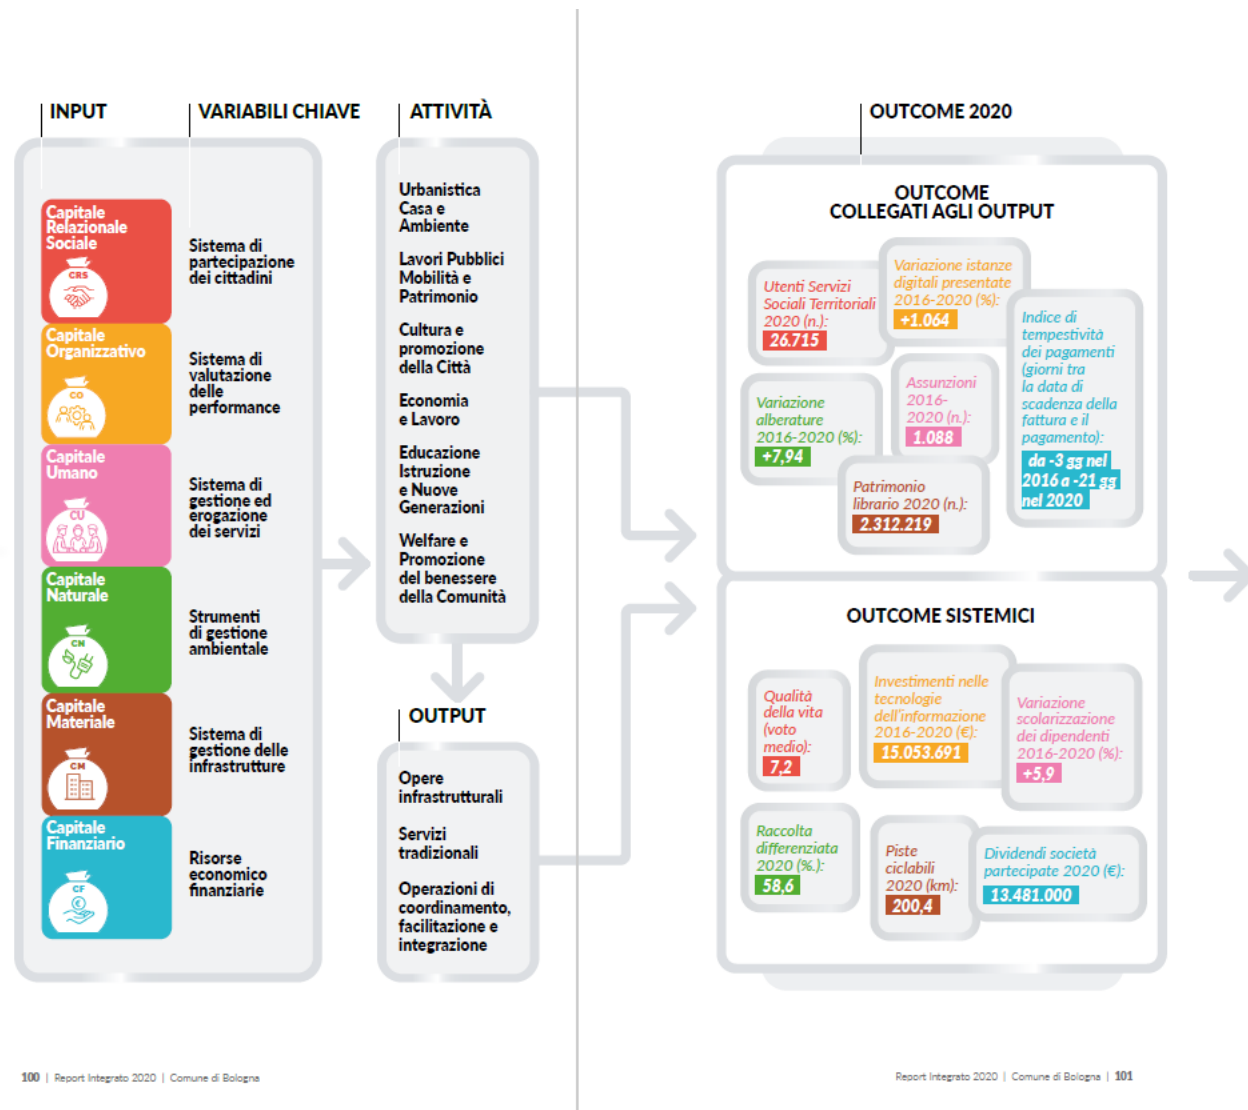 INPUT
VARIABILI CHIAVE
ATTIVITÀ
Capitale
Relazionale
Sociale
CRS
Sistema di
partecipazione
dei cittadini
Capitale
Organizzativo
CO
Sistema di
valutazione
delle
performance
Capitale
Umano
CU
Sistema di
gestione ed
erogazione
dei servizi
Capitale
Naturale
CN
Strumenti
di gestione
ambientale
Capitale
Materiale
CM
Sistema di
gestione delle
infrastrutture
Capitale
Finanziario
CF
Risorse
economico
finanziarie
Urbanistica
Casa e
Ambiente
Lavori Pubblici
Mobilità e
Patrimonio
Cultura e
promozione
della Città
Economia
e Lavoro
Educazione
Istruzione
e Nuove
Generazioni
Welfare e
Promozione
del benessere
della Comunità
OUTPUT
Opere
infrastrutturali
Servizi
tradizionali
Operazioni di
coordinamento,
facilitazione e
integrazione
100 | Report Integrato 2020 | Comune di Bologna
OUTCOME 2020
OUTCOME
COLLEGATI AGLI OUTPUT
Utenti Servizi
Sociali Territoriali
2020 (n.):
26.715
Variazione istanze
digitali presentate
2016-2020 (%):
+1.064
Indice di
tempestività
dei pagamenti
(giorni tra
la data di
scadenza della
fattura e il
pagamento):
da -3 gg nel
2016 a -21 gg
nel 2020
Variazione
alberature
2016-2020 (%):
+7,94
Assunzioni
2016-
2020 (n.):
1.088
Patrimonio
librario 2020 (n.):
2.312.219
OUTCOME SISTEMICI
Qualità
della vita
(voto
medio):
7,2
Investimenti nelle
tecnologie
dell'informazione
2016-2020 (€):
15.053.691
Variazione
scolarizzazione
dei dipendenti
2016-2020 (%):
+5,9
Raccolta
differenziata
2020 (%.):
58,6
Piste
ciclabili
2020 (km):
200,4
Dividendi società
partecipate 2020 (€):
13.481.000
Report Integrato 2020 | Comune di Bologna | 101